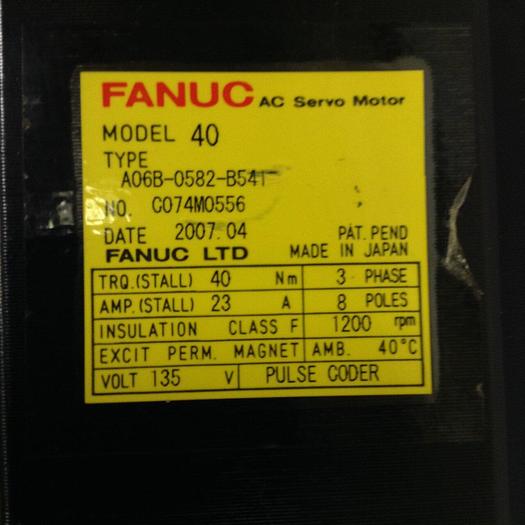 FANUC AC Servo Motor
MODEL 40
TYPE
A06B-0582-B541
NO. C074M0556
DATE 2007.04 PAT. PEND
FANUC LTD MADE IN JAPAN
TRQ.(STALL) 40 Nm 3 PHASE
AMP.(STALL) 23 A 8 POLES
INSULATION CLASS F 1200 rpm
EXCIT PERM. MAGNET AMB. 40°C
VOLT 135 V PULSE CODER